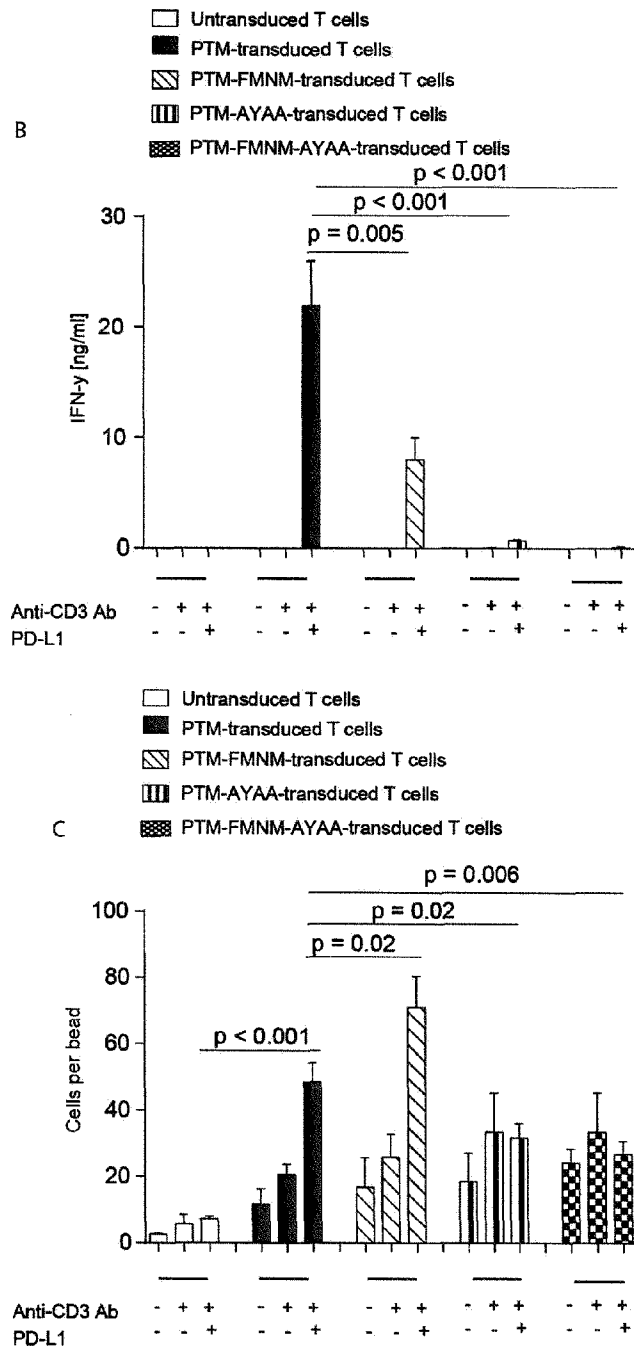 Untransduced T cells
PTM-transduced T cells
PTM-FMNM-transduced T cells
PTM-AYAA-transduced T cells
B
PTM-FMNM-AYAA-transduced T cells
p < 0.001
p < 0.001
p = 0.005
30
20
10
0
IFN-y [ng/ml]
Anti-CD3 Ab - + + - + + - + + - + + - + +
PD-L1 - - + - - + - - + - - + - - +
Untransduced T cells
PTM-transduced T cells
PTM-FMNM-transduced T cells
PTM-AYAA-transduced T cells
C
PTM-FMNM-AYAA-transduced T cells
p = 0.006
p = 0.02
p = 0.02
p < 0.001
100
80
60
40
20
0
Cells per bead
Anti-CD3 Ab - + + - + + - + + - + + - + +
PD-L1 - - + - - + - - + - - + - - +